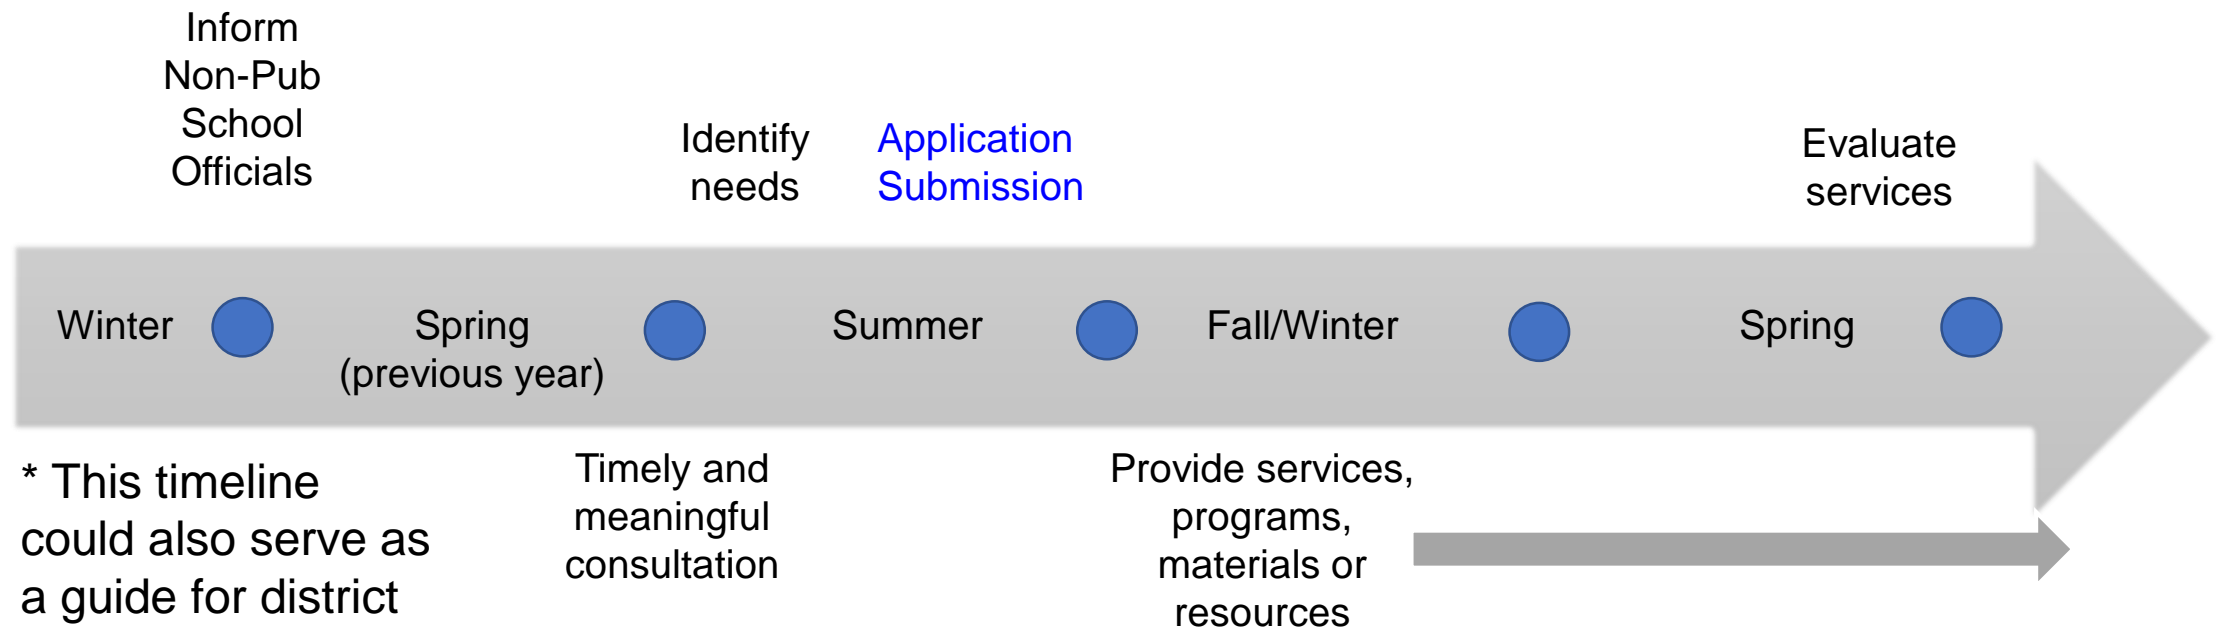 Inform
Non-Pub
School
Officials
Identify
needs
Application
Submission
Evaluate
services
Winter
Spring
(previous year)
Summer
Fall/Winter
Spring
* This timeline
could also serve as
a guide for district
Timely and
meaningful
consultation
Provide services,
programs,
materials or
resources